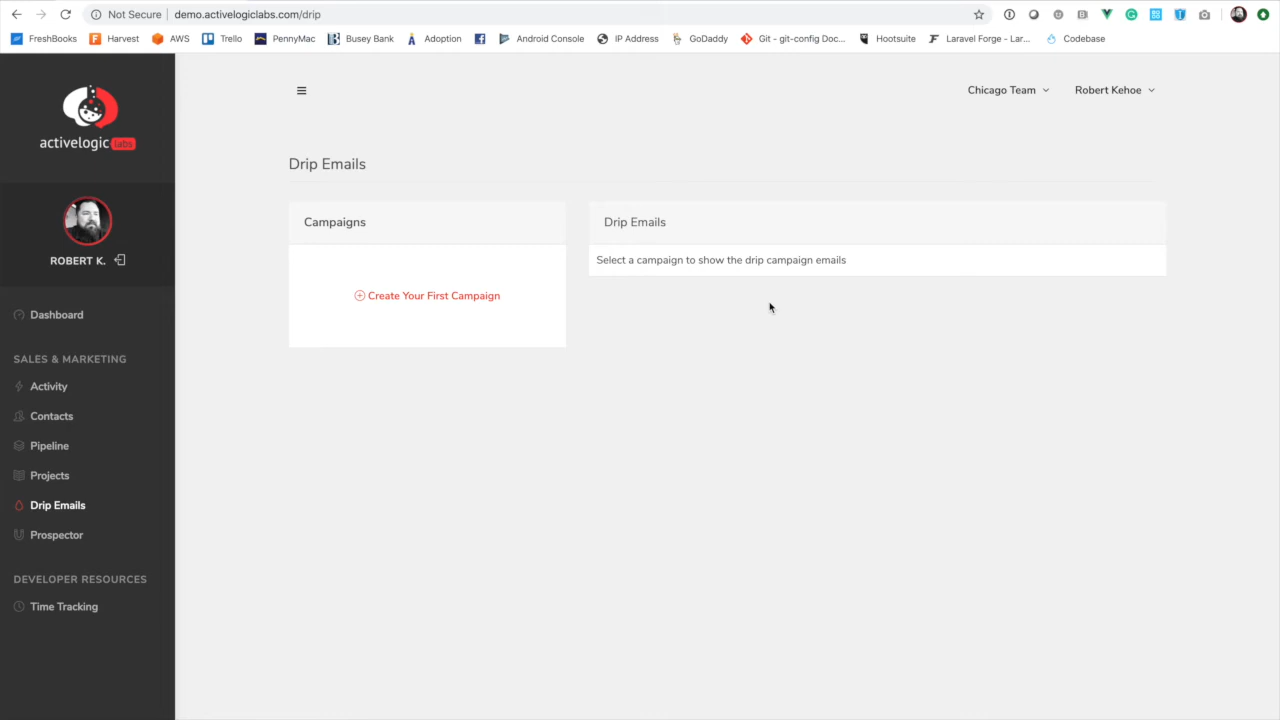 Not Secure demo.activelogiclabs.com/drip
FreshBooks Harvest AWS Trello PennyMac Busey Bank Adoption Android Console IP Address GoDaddy Git - git-config Doc... Hootsuite Laravel Forge - Lar... Codebase
activelogic labs
Chicago Team Robert Kehoe
ROBERT K.
Dashboard
SALES & MARKETING
Activity
Contacts
Pipeline
Projects
Drip Emails
Prospector
DEVELOPER RESOURCES
Time Tracking
Drip Emails
Campaigns
Create Your First Campaign
Drip Emails
Select a campaign to show the drip campaign emails